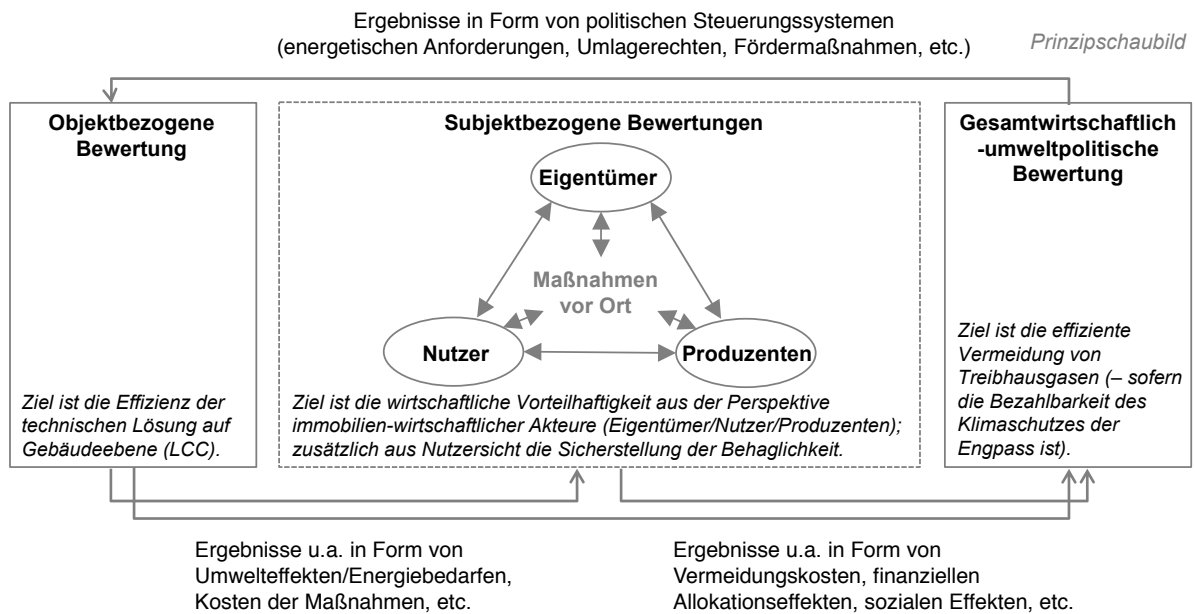 Ergebnisse in Form von politischen Steuerungssystemen
(energetischen Anforderungen, Umlagerechten, Fördermaßnahmen, etc.)
Prinzipschaubild
Objektbezogene
Bewertung
Ziel ist die Effizienz der
technischen Lösung auf
Gebäudeebene (LCC).
Subjektbezogene Bewertungen
Eigentümer
Maßnahmen
vor Ort
Nutzer
Produzenten
Ziel ist die wirtschaftliche Vorteilhaftigkeit aus der Perspektive
immobilien-wirtschaftlicher Akteure (Eigentümer/Nutzer/Produzenten);
zusätzlich aus Nutzersicht die Sicherstellung der Behaglichkeit.
Gesamtwirtschaftlich
-umweltpolitische
Bewertung
Ziel ist die effiziente
Vermeidung von
Treibhausgasen (– sofern
die Bezahlbarkeit des
Klimaschutzes der
Engpass ist).
Ergebnisse u.a. in Form von
Umwelteffekten/Energiebedarfen,
Kosten der Maßnahmen, etc.
Ergebnisse u.a. in Form von
Vermeidungskosten, finanziellen
Allokationseffekten, sozialen Effekten, etc.